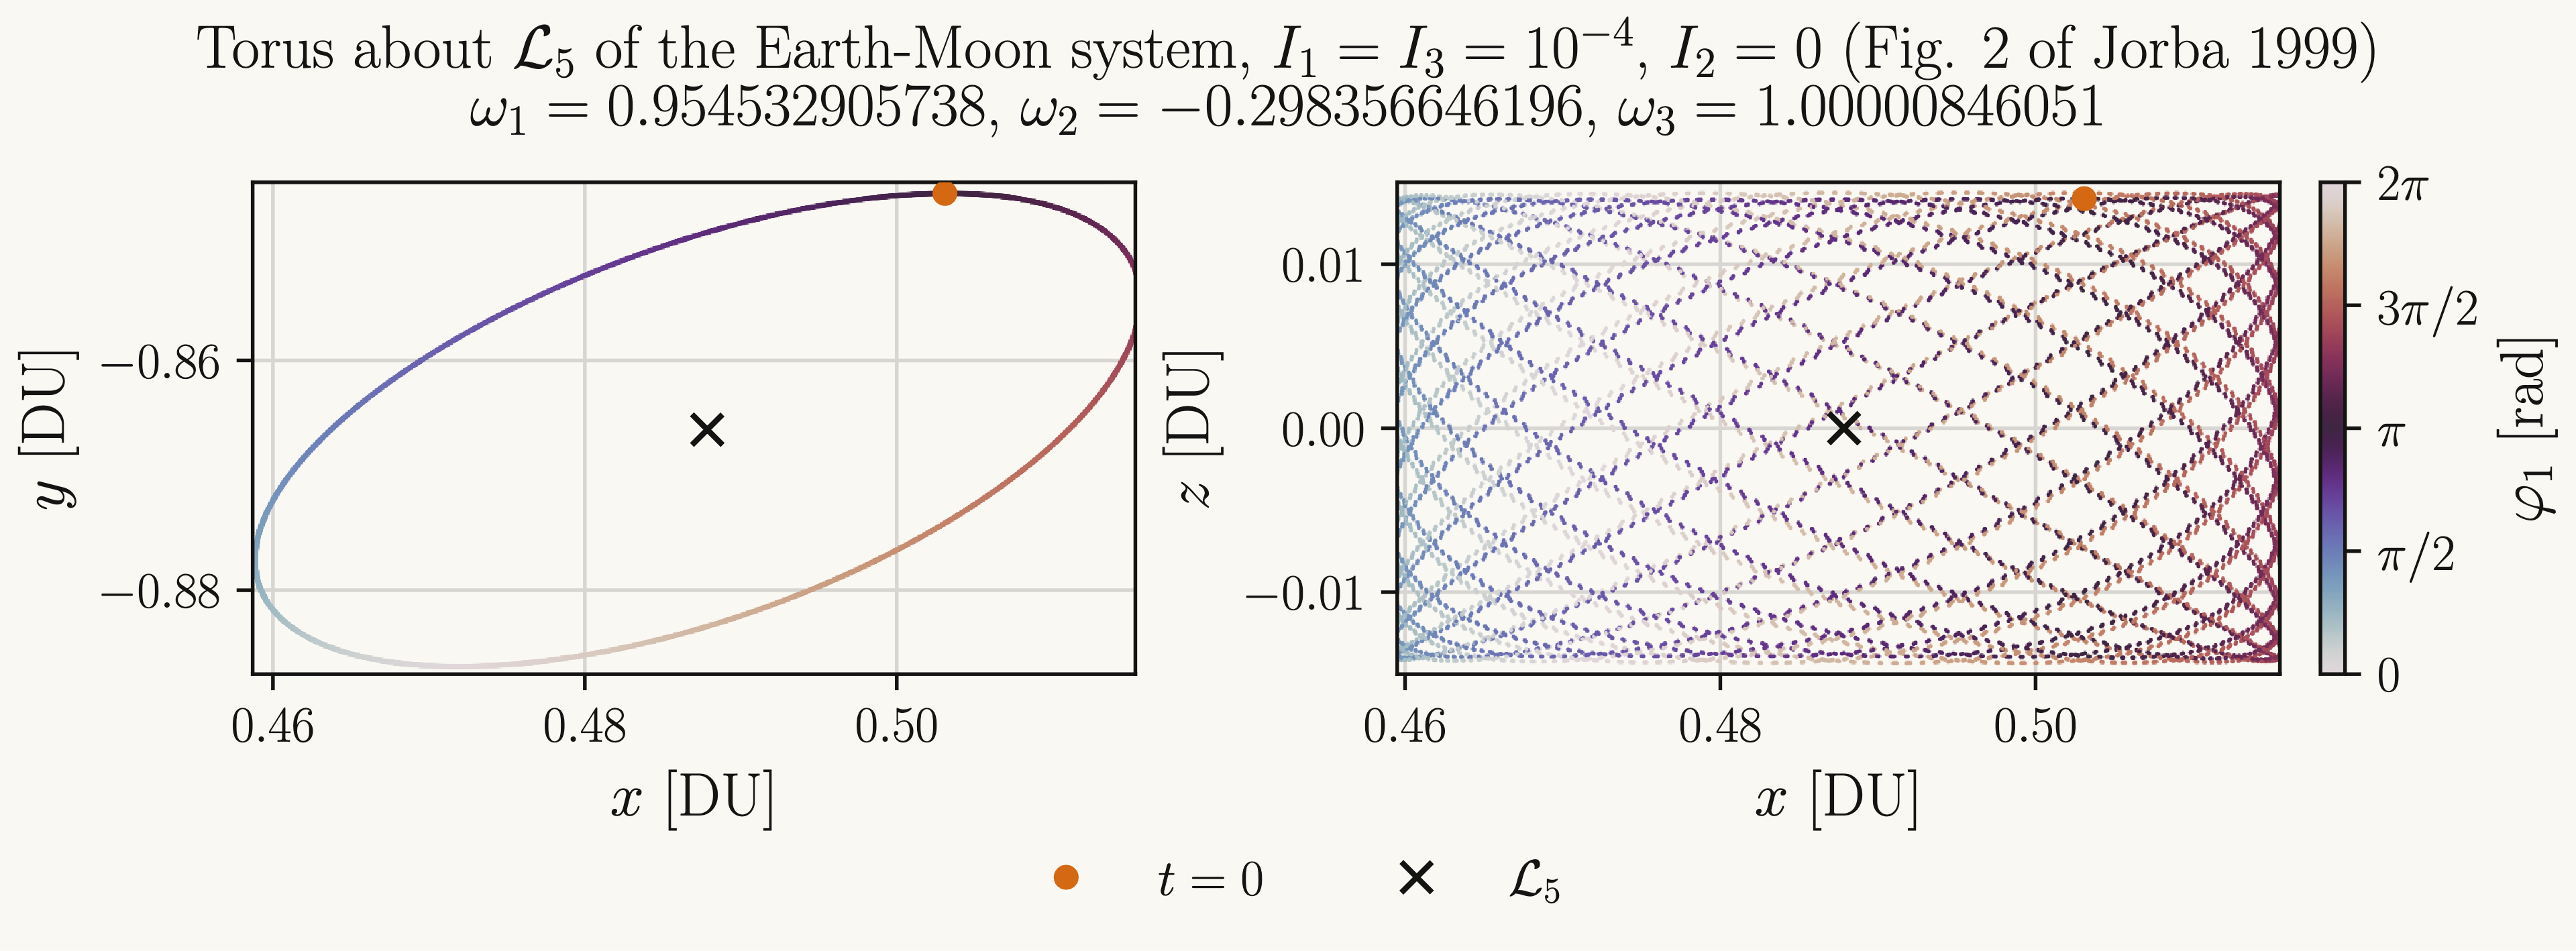 Torus about 𝓛₅ of the Earth-Moon system, I₁ = I₃ = 10⁻⁴, I₂ = 0 (Fig. 2 of Jorba 1999)
ω₁ = 0.954532905738, ω₂ = −0.298356646196, ω₃ = 1.00000846051
y [DU]
−0.86
−0.88
0.46
0.48
0.50
x [DU]
z [DU]
0.01
0.00
−0.01
0.46
0.48
0.50
x [DU]
2π
3π/2
π
π/2
0
φ₁ [rad]
t = 0
𝓛₅